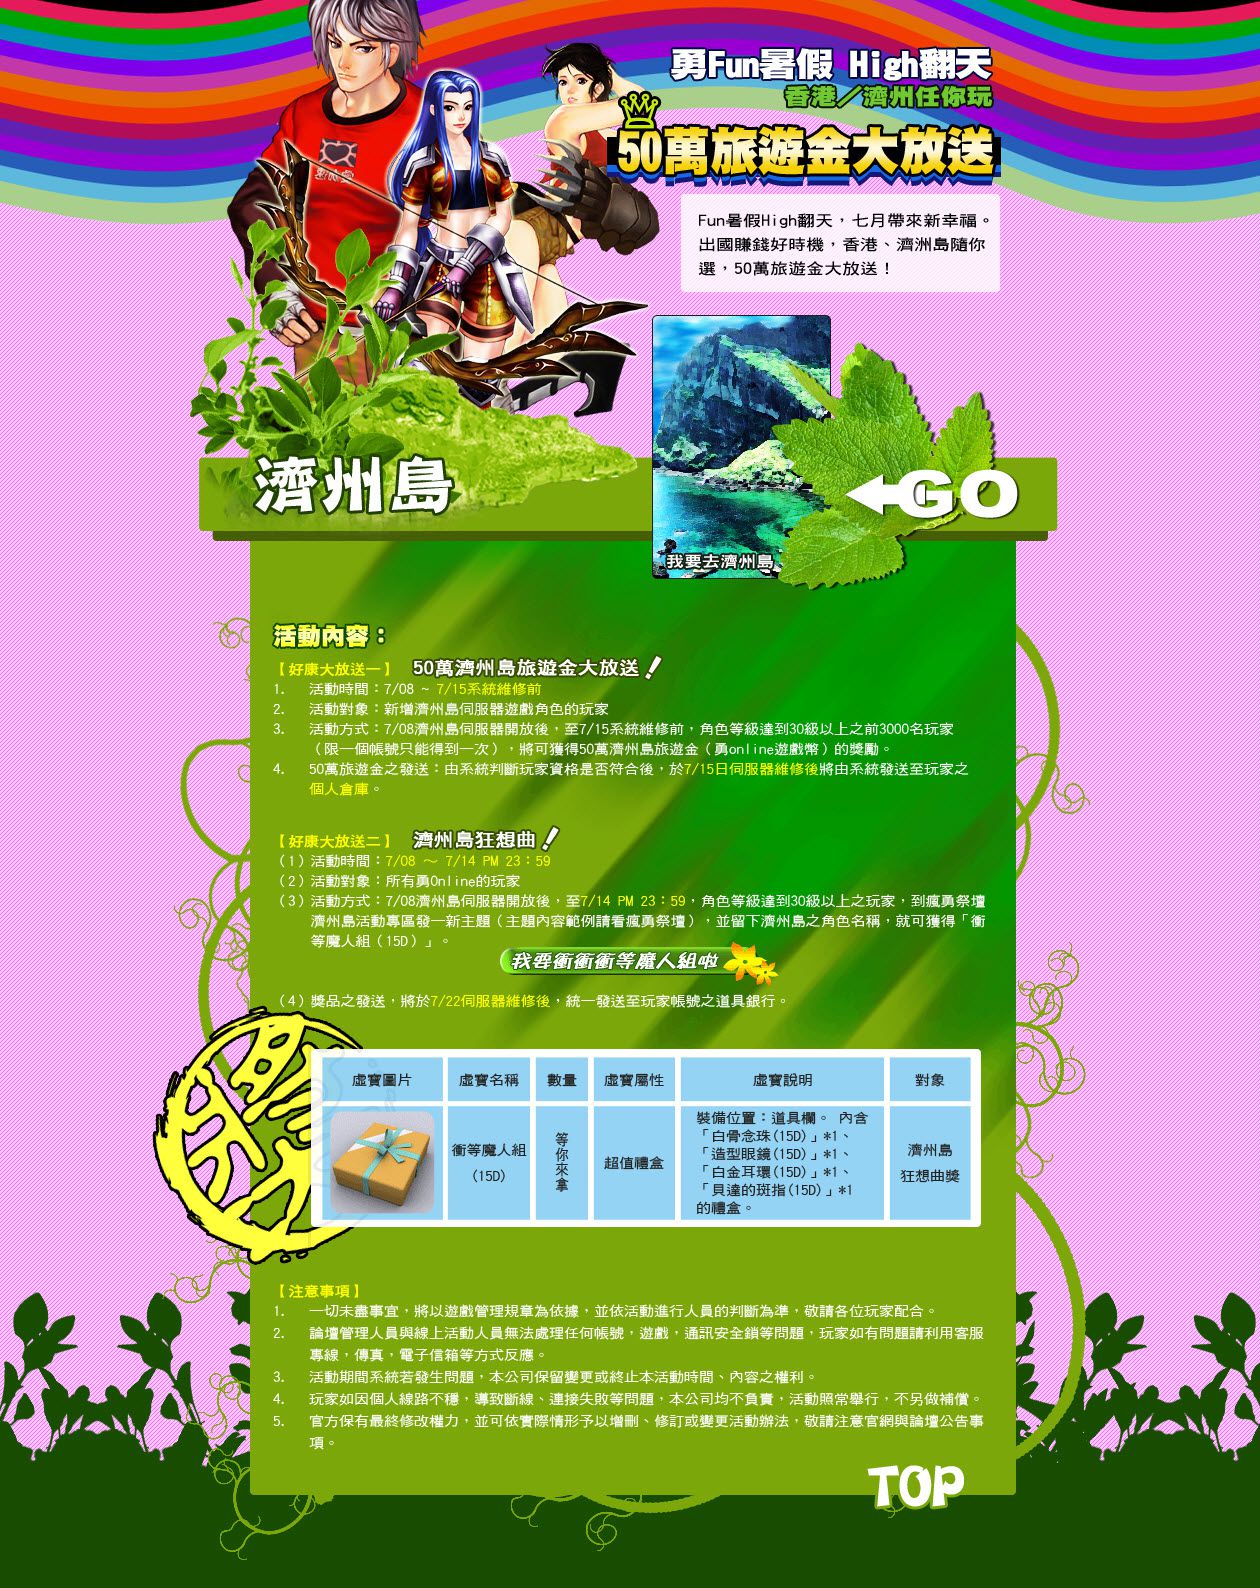 勇Fun暑假 High翻天
香港／濟州任你玩
50萬旅遊金大放送
Fun暑假High翻天，七月帶來新幸福。
出國賺錢好時機，香港、濟洲島隨你
選，50萬旅遊金大放送！
濟州島
GO
我要去濟州島
活動內容：
【好康大放送一】 50萬濟州島旅遊金大放送！
1. 活動時間：7/08 ~ 7/15系統維修前
2. 活動對象：新增濟州島伺服器遊戲角色的玩家
3. 活動方式：7/08濟州島伺服器開放後，至7/15系統維修前，角色等級達到30級以上之前3000名玩家
（限一個帳號只能得到一次），將可獲得50萬濟州島旅遊金（勇online遊戲幣）的獎勵。
4. 50萬旅遊金之發送：由系統判斷玩家資格是否符合後，於7/15日伺服器維修後將由系統發送至玩家之
個人倉庫。
【好康大放送二】 濟州島狂想曲！
（1）活動時間：7/08 ～ 7/14 PM 23：59
（2）活動對象：所有勇Online的玩家
（3）活動方式：7/08濟州島伺服器開放後，至7/14 PM 23：59，角色等級達到30級以上之玩家，到瘋勇祭壇
濟州島活動專區發一新主題（主題內容範例請看瘋勇祭壇），並留下濟州島之角色名稱，就可獲得「衝
等魔人組（15D）」。
我要衝衝衝等魔人組啦
（4）獎品之發送，將於7/22伺服器維修後，統一發送至玩家帳號之道具銀行。
虛寶圖片 虛寶名稱 數量 虛寶屬性 虛寶說明 對象
衝等魔人組
(15D)
等你來拿
超值禮盒
裝備位置：道具欄。 內含
「白骨念珠(15D)」*1、
「造型眼鏡(15D)」*1、
「白金耳環(15D)」*1、
「貝達的斑指(15D)」*1
的禮盒。
濟州島
狂想曲獎
【注意事項】
1. 一切未盡事宜，將以遊戲管理規章為依據，並依活動進行人員的判斷為準，敬請各位玩家配合。
2. 論壇管理人員與線上活動人員無法處理任何帳號，遊戲，通訊安全鎖等問題，玩家如有問題請利用客服
專線，傳真，電子信箱等方式反應。
3. 活動期間系統若發生問題，本公司保留變更或終止本活動時間、內容之權利。
4. 玩家如因個人線路不穩，導致斷線、連接失敗等問題，本公司均不負責，活動照常舉行，不另做補償。
5. 官方保有最終修改權力，並可依實際情形予以增刪、修訂或變更活動辦法，敬請注意官網與論壇公告事
項。
TOP